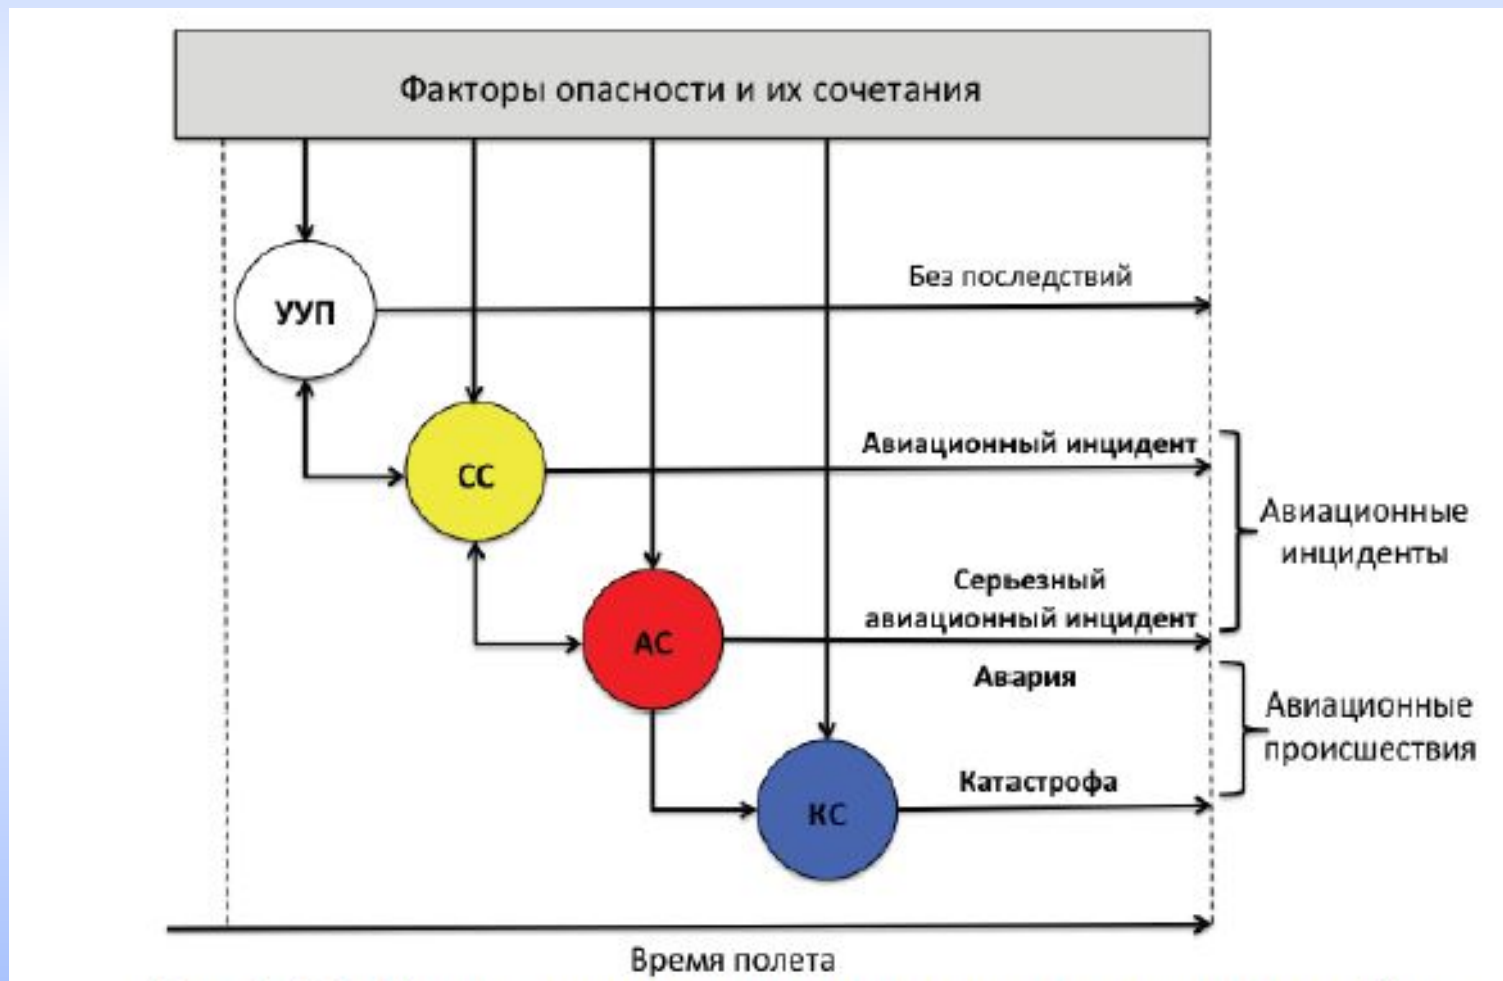 Факторы опасности и их сочетания
Без последствий
УУП
Авиационный инцидент
СС
Авиационные
инциденты
Серьезный
авиационный инцидент
АС
Авария
Авиационные
происшествия
Катастрофа
КС
Время полета